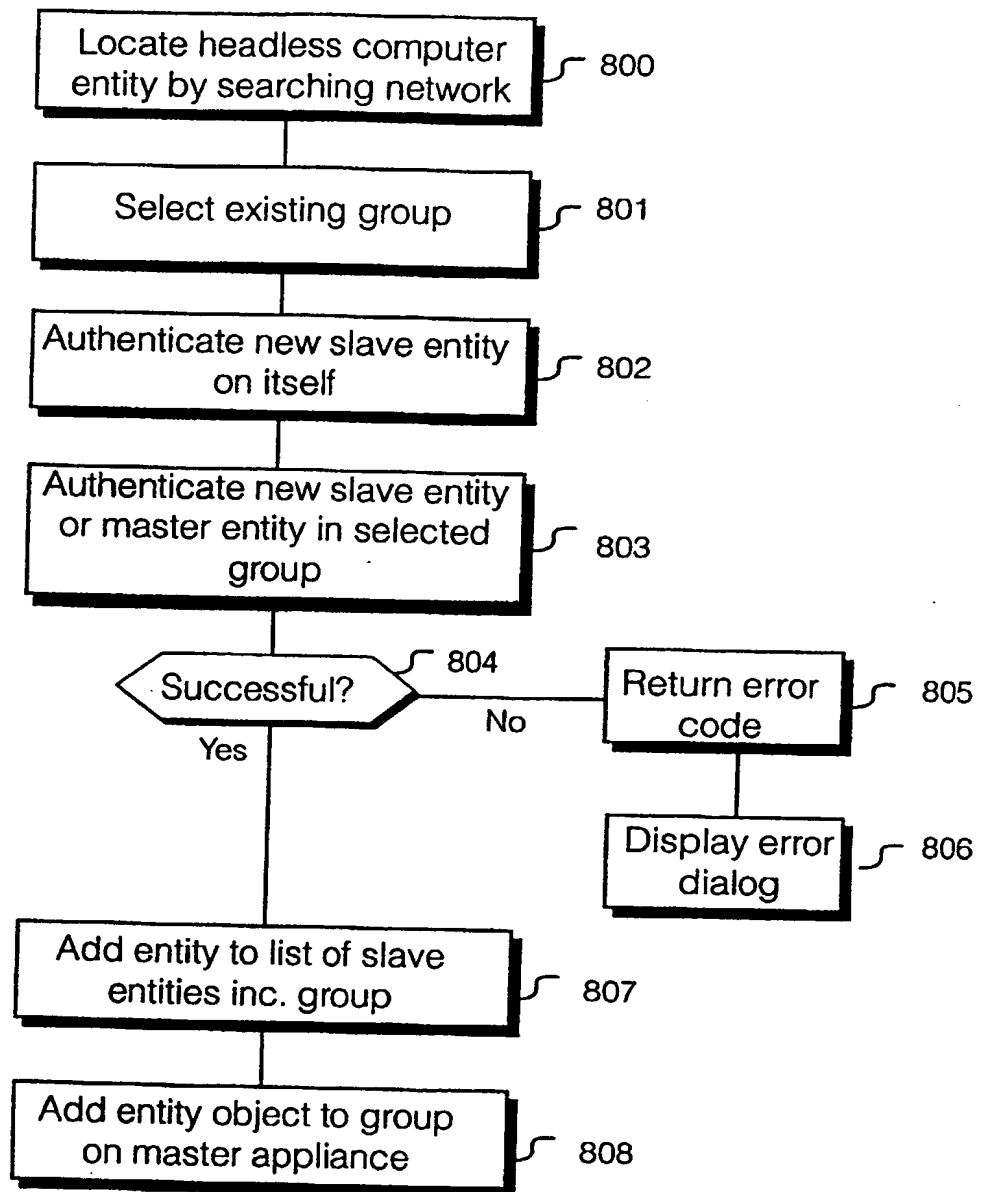 Locate headless computer
entity by searching network
800
Select existing group
801
Authenticate new slave entity
on itself
802
Authenticate new slave entity
or master entity in selected
group
803
Successful?
804
No
Yes
Return error
code
805
Display error
dialog
806
Add entity to list of slave
entities inc. group
807
Add entity object to group
on master appliance
808